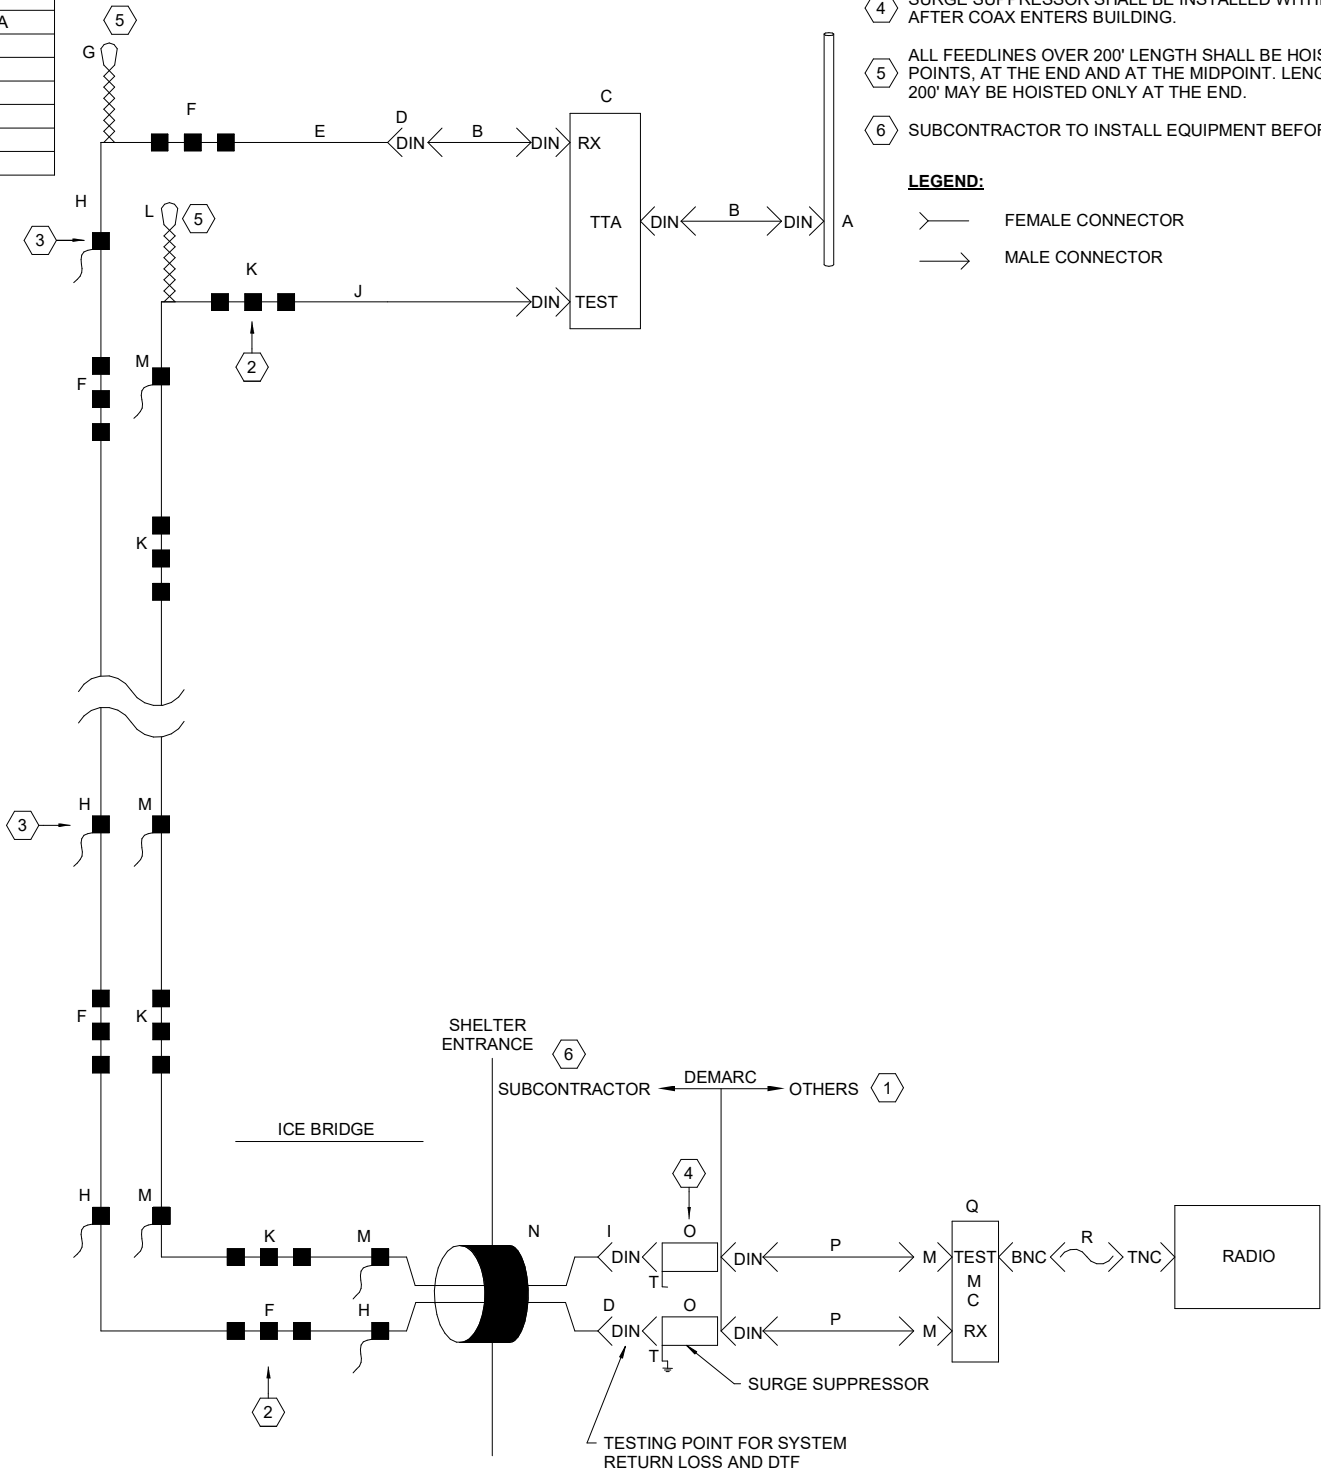 A
5
4
SURGE SUPPRESSOR SHALL BE INSTALLED
AFTER COAX ENTERS BUILDING.
5
ALL FEEDLINES OVER 200' LENGTH SHALL BE
POINTS, AT THE END AND AT THE MIDPOINT.
200' MAY BE HOISTED ONLY AT THE END.
6
SUBCONTRACTOR TO INSTALL EQUIPMENT
LEGEND:
FEMALE CONNECTOR
MALE CONNECTOR
G
F
E
D
DIN
B
DIN
C
RX
TTA
DIN
B
DIN
A
H
3
L
5
K
J
DIN
TEST
2
F
M
K
H
M
3
F
K
SHELTER
ENTRANCE
6
SUBCONTRACTOR
DEMARC
OTHERS
1
ICE BRIDGE
4
H
M
K
M
N
I
DIN
O
T
DIN
P
M
Q
TEST
M
C
RX
BNC
R
TNC
RADIO
F
H
D
DIN
O
T
DIN
P
M
2
SURGE SUPPRESSOR
TESTING POINT FOR SYSTEM
RETURN LOSS AND DTF